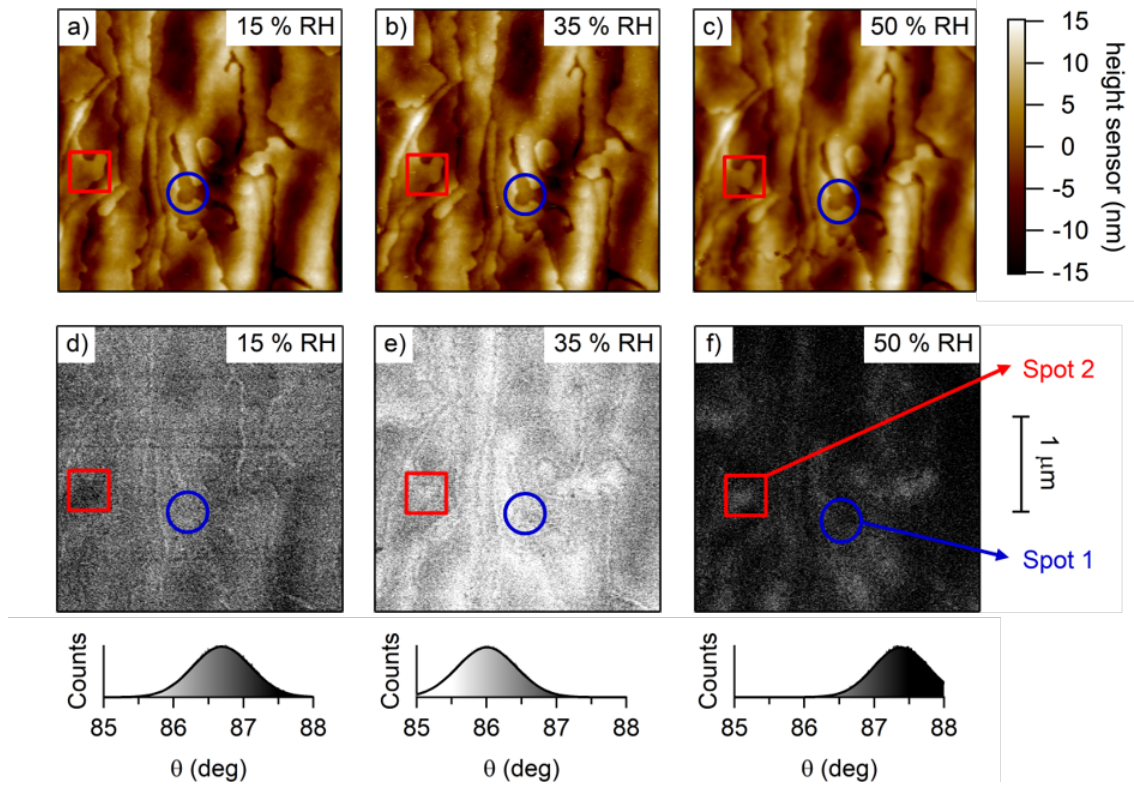 a) 15 % RH
b) 35 % RH
c) 50 % RH
15
10
5
0
-5
-10
-15
height sensor (nm)
d) 15 % RH
e) 35 % RH
f) 50 % RH
Spot 2
1 μm
Spot 1
Counts
85 86 87 88
θ (deg)
Counts
85 86 87 88
θ (deg)
Counts
85 86 87 88
θ (deg)